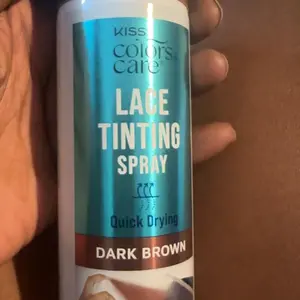 KISS
colors &
care
LACE
TINTING
SPRAY
Quick Drying
DARK BROWN